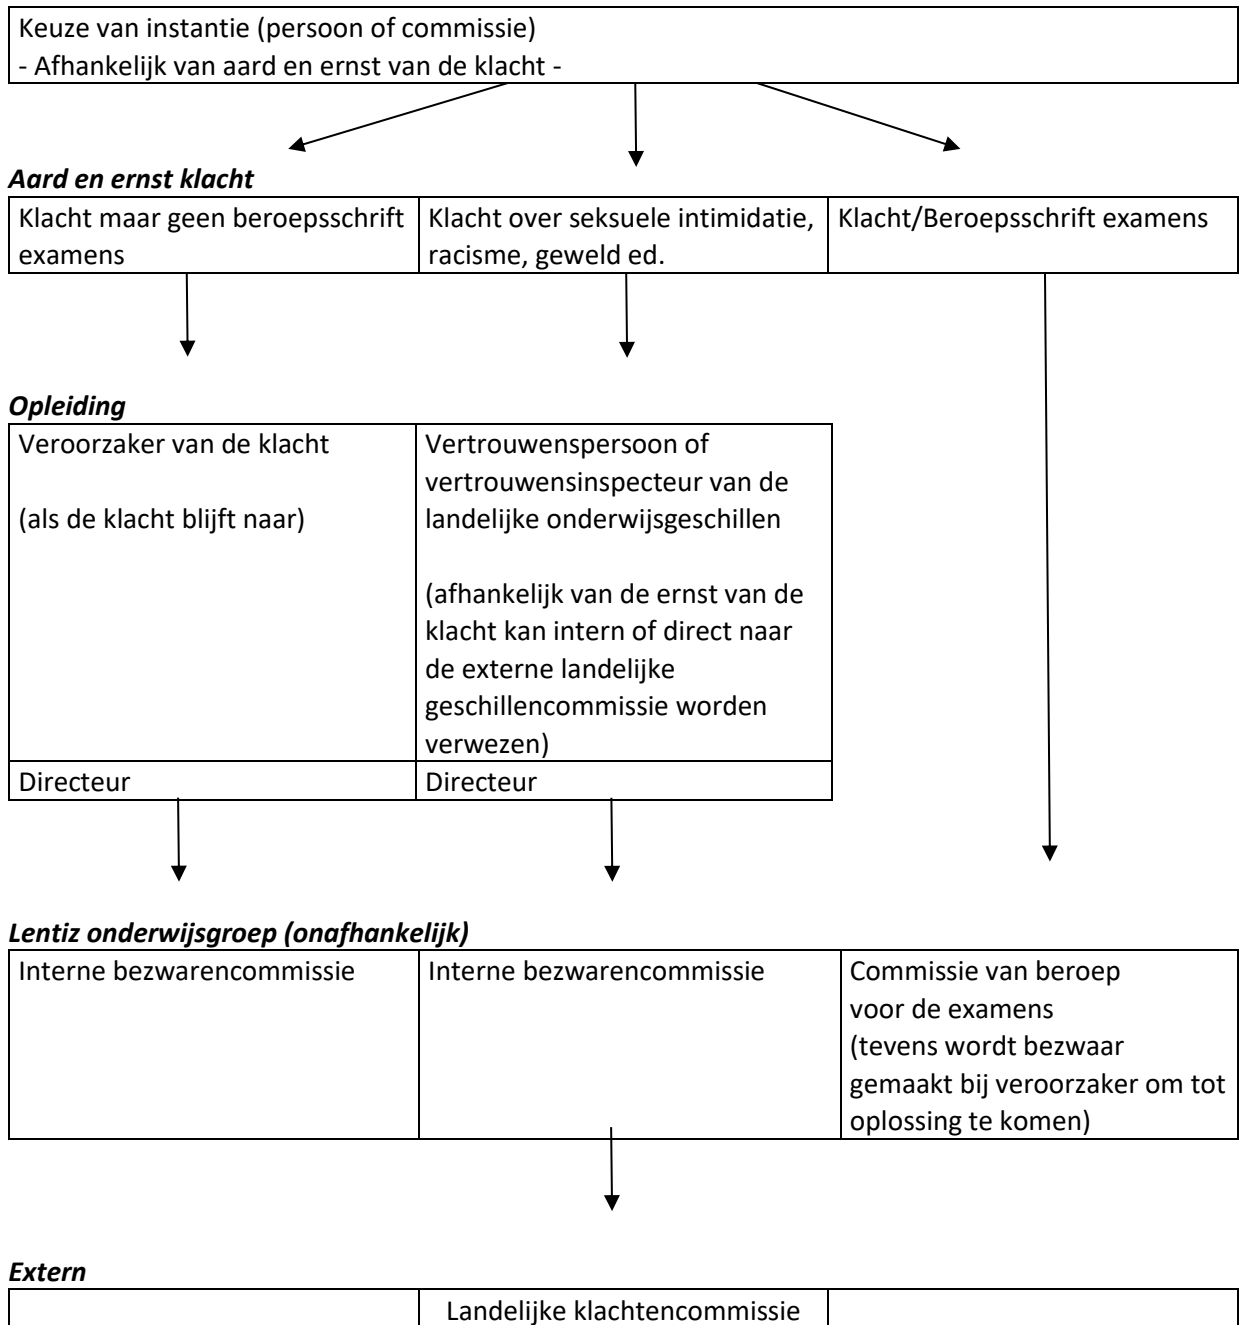 Keuze van instantie (persoon of commissie)
- Afhankelijk van aard en ernst van de klacht -
Aard en ernst klacht
Klacht maar geen beroepsschrift
examens
Klacht over seksuele intimidatie,
racisme, geweld ed.
Klacht/Beroepsschrift examens
Opleiding
Veroorzaker van de klacht
(als de klacht blijft naar)
Vertrouwenspersoon of
vertrouwensinspecteur van de
landelijke onderwijsgeschillen
(afhankelijk van de ernst van de
klacht kan intern of direct naar
de externe landelijke
geschillencommissie worden
verwezen)
Directeur
Directeur
Lentiz onderwijsgroep (onafhankelijk)
Interne bezwarencommissie
Interne bezwarencommissie
Commissie van beroep
voor de examens
(tevens wordt bezwaar
gemaakt bij veroorzaker om tot
oplossing te komen)
Extern
Landelijke klachtencommissie